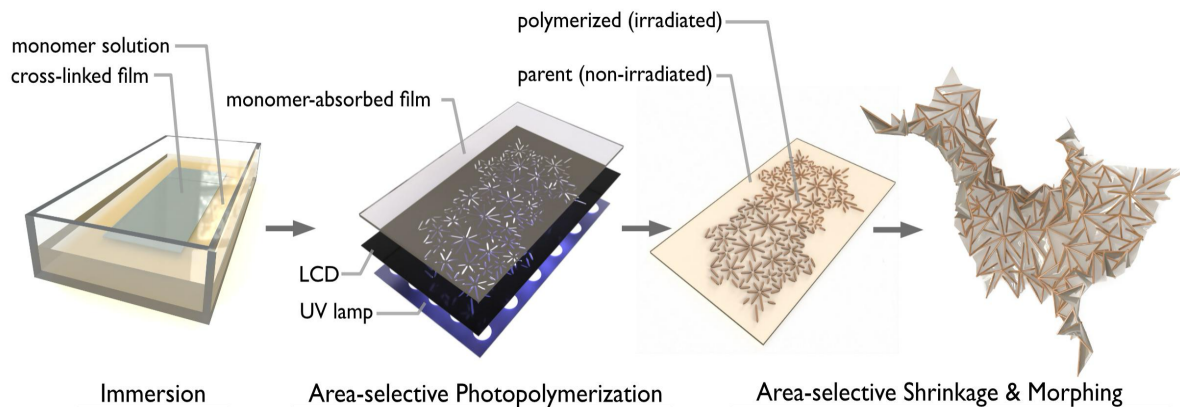 monomer solution
cross-linked film
monomer-absorbed film
LCD
UV lamp
polymerized (irradiated)
parent (non-irradiated)
Immersion
Area-selective Photopolymerization
Area-selective Shrinkage & Morphing